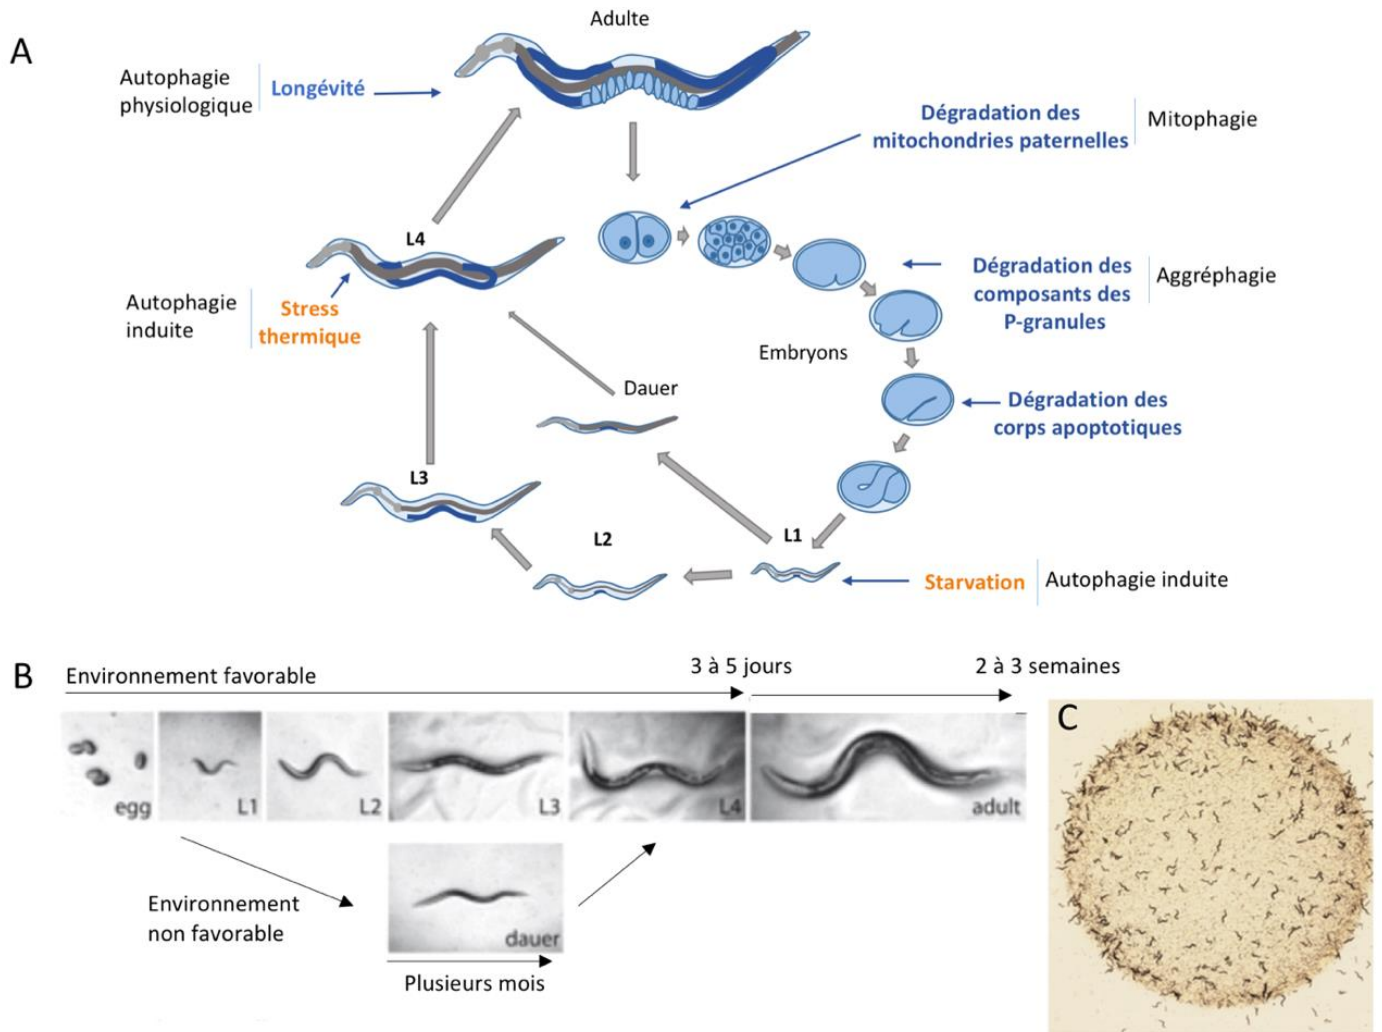 A
Adulte
Autophagie
physiologique
Longévité
Dégradation des
mitochondries paternelles
Mitophagie
L4
Autophagie
induite
Stress
thermique
Dégradation des
composants des
P-granules
Aggréphagie
Embryons
Dauer
Dégradation des
corps apoptotiques
L3
L2
L1
Starvation
Autophagie induite
B
Environnement favorable
3 à 5 jours
2 à 3 semaines
C
egg
L1
L2
L3
L4
adult
Environnement
non favorable
dauer
Plusieurs mois